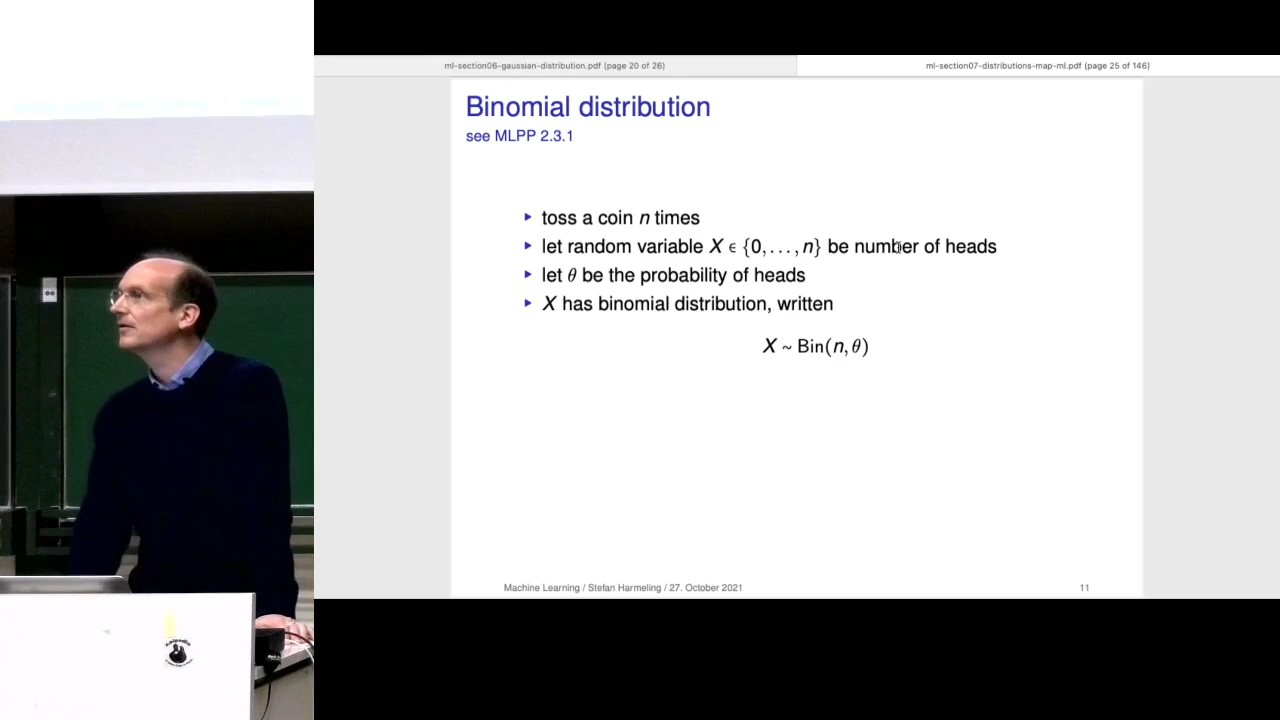 ml-section06-gaussian-distribution.pdf (page 20 of 26)
ml-section07-distributions-map-ml.pdf (page 25 of 146)
Binomial distribution
see MLPP 2.3.1
▸ toss a coin n times
▸ let random variable X ∈ {0, . . . , n} be number of heads
▸ let θ be the probability of heads
▸ X has binomial distribution, written
X ~ Bin(n, θ)
Machine Learning / Stefan Harmeling / 27. October 2021
11